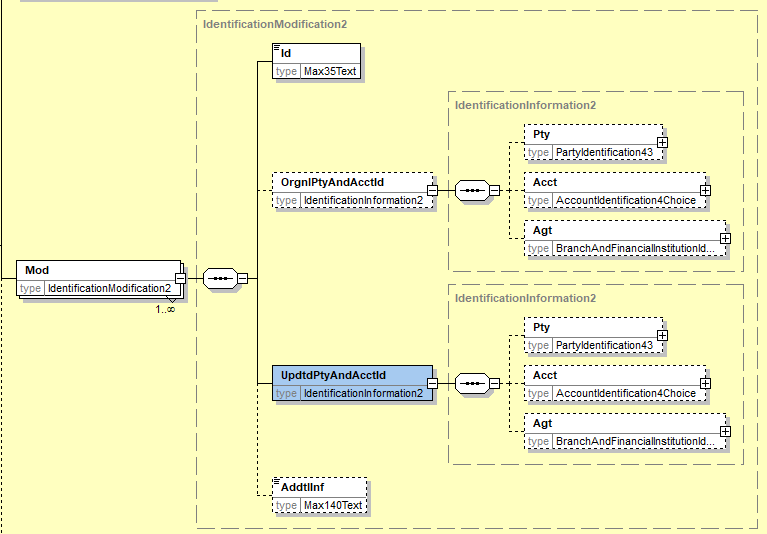 IdentificationModification2
Id
type Max35Text
IdentificationInformation2
Pty
type PartyIdentification43
OrgnlPtyAndAcctId
type IdentificationInformation2
Acct
type AccountIdentification4Choice
Agt
type BranchAndFinancialInstitutionId...
Mod
type IdentificationModification2
1..∞
IdentificationInformation2
Pty
type PartyIdentification43
UpdtdPtyAndAcctId
type IdentificationInformation2
Acct
type AccountIdentification4Choice
Agt
type BranchAndFinancialInstitutionId...
AddtlInf
type Max140Text